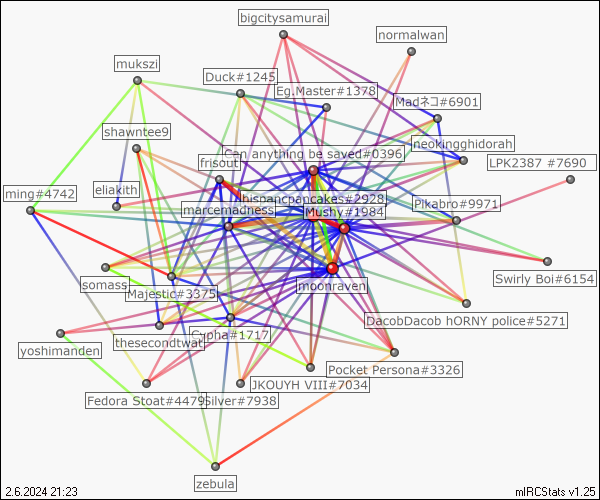 bigcitysamurai
normalwan
mukszi
Duck#1245
Eg.Master#1378
Madネコ#6901
shawntee9
neokingghidorah
Can anything be saved#0396
frisout
LPK2387 #7690
ming#4742
eliakith
hispancpancakes#2928
marcemadness
Mushy#1984
Pikabro#9971
somass
Majestic#3375
moonraven
Swirly Boi#6154
DacobDacob hORNY police#5271
yoshimanden
thesecondtwat
Cypha#1717
Pocket Persona#3326
JKOUYH VIII#7034
Fedora Stoat#4479
Silver#7938
zebula
2.6.2024 21:23
mIRCStats v1.25